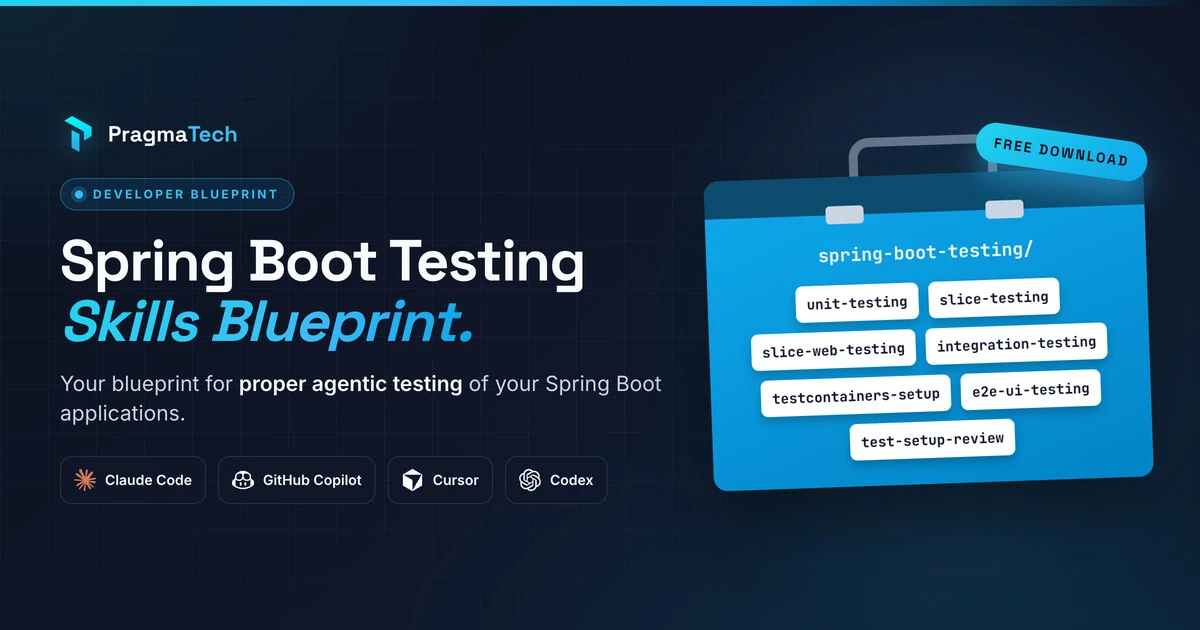 PragmaTech
DEVELOPER BLUEPRINT
Spring Boot Testing
Skills Blueprint.
Your blueprint for proper agentic testing of your Spring Boot
applications.
Claude Code
GitHub Copilot
Cursor
Codex
FREE DOWNLOAD
spring-boot-testing/
unit-testing
slice-testing
slice-web-testing
integration-testing
testcontainers-setup
e2e-ui-testing
test-setup-review